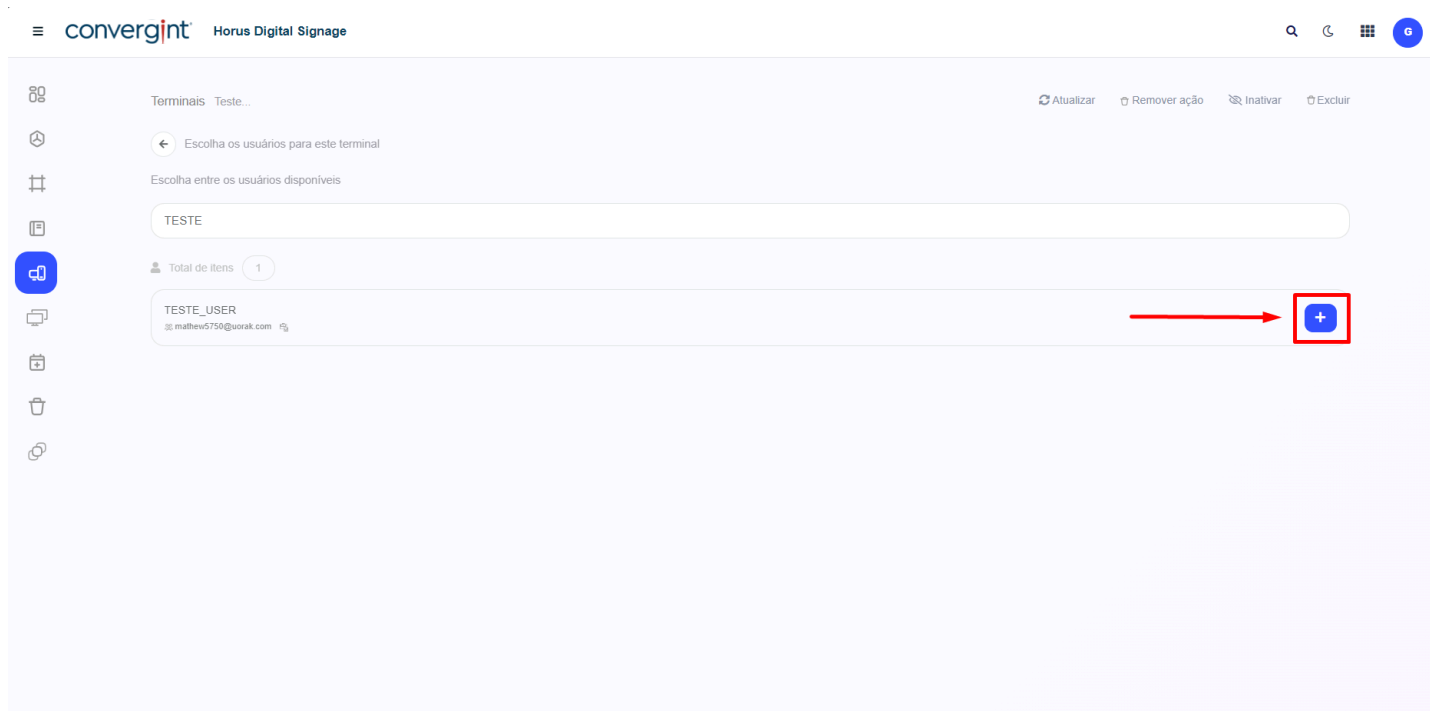 convergint Horus Digital Signage G
Terminais Teste... Atualizar Remover ação Inativar Excluir
Escolha os usuários para este terminal
Escolha entre os usuários disponíveis
TESTE
Total de itens 1
TESTE_USER
mathew5750@uorak.com